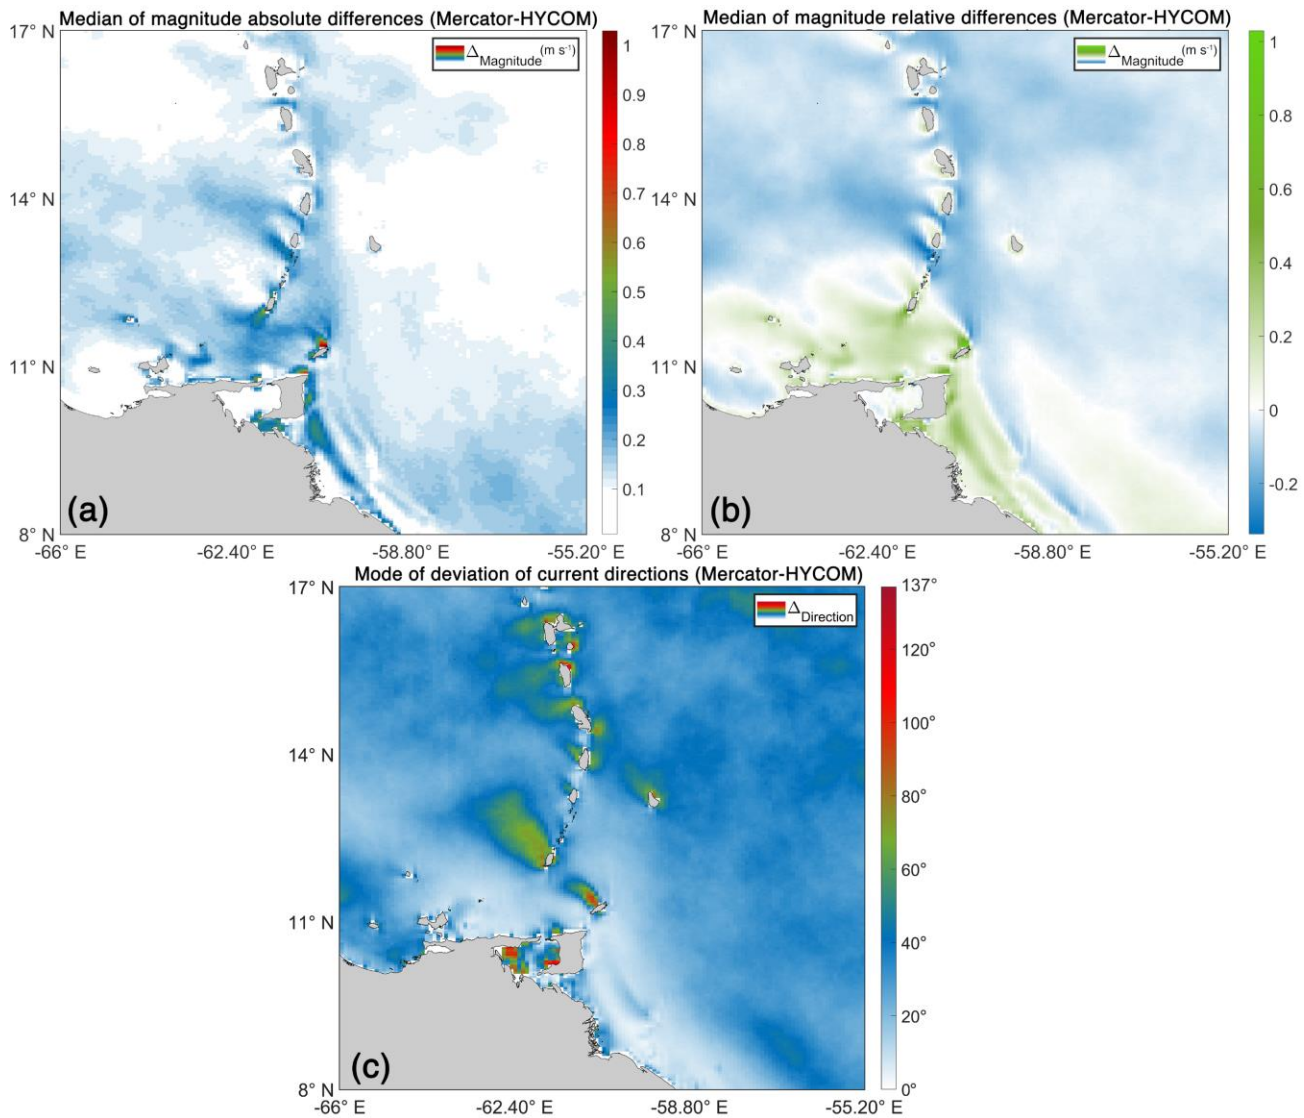 Median of magnitude absolute differences (Mercator-HYCOM)
17° N
14° N
11° N
8° N
-66° E
-62.40° E
-58.80° E
-55.20° E
ΔMagnitude(m s⁻¹)
1
0.9
0.8
0.7
0.6
0.5
0.4
0.3
0.2
0.1
(a)
Median of magnitude relative differences (Mercator-HYCOM)
17° N
14° N
11° N
8° N
-66° E
-62.40° E
-58.80° E
-55.20° E
ΔMagnitude(m s⁻¹)
1
0.8
0.6
0.4
0.2
0
-0.2
(b)
Mode of deviation of current directions (Mercator-HYCOM)
17° N
14° N
11° N
8° N
-66° E
-62.40° E
-58.80° E
-55.20° E
ΔDirection
137°
120°
100°
80°
60°
40°
20°
0°
(c)